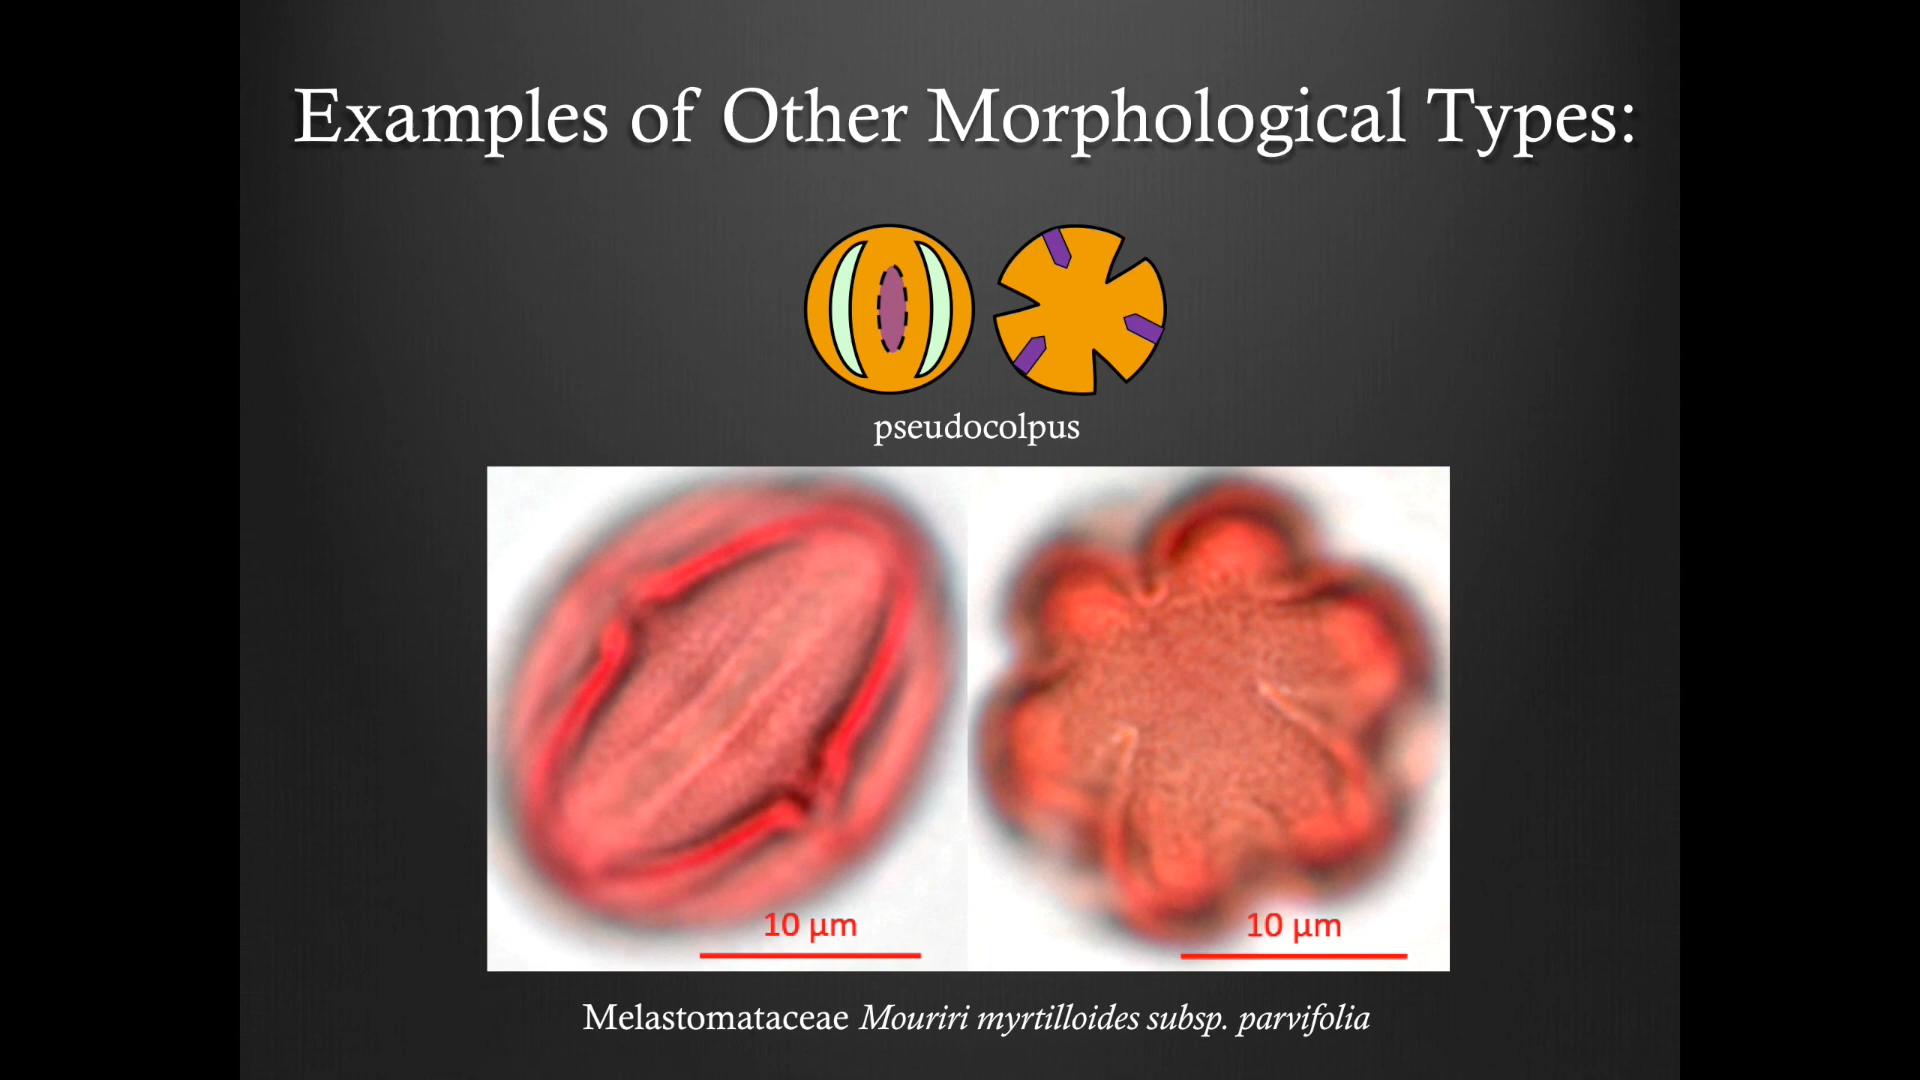 Examples of Other Morphological Types:
pseudocolpus
10 µm
10 µm
Melastomataceae Mouriri myrtilloides subsp. parvifolia